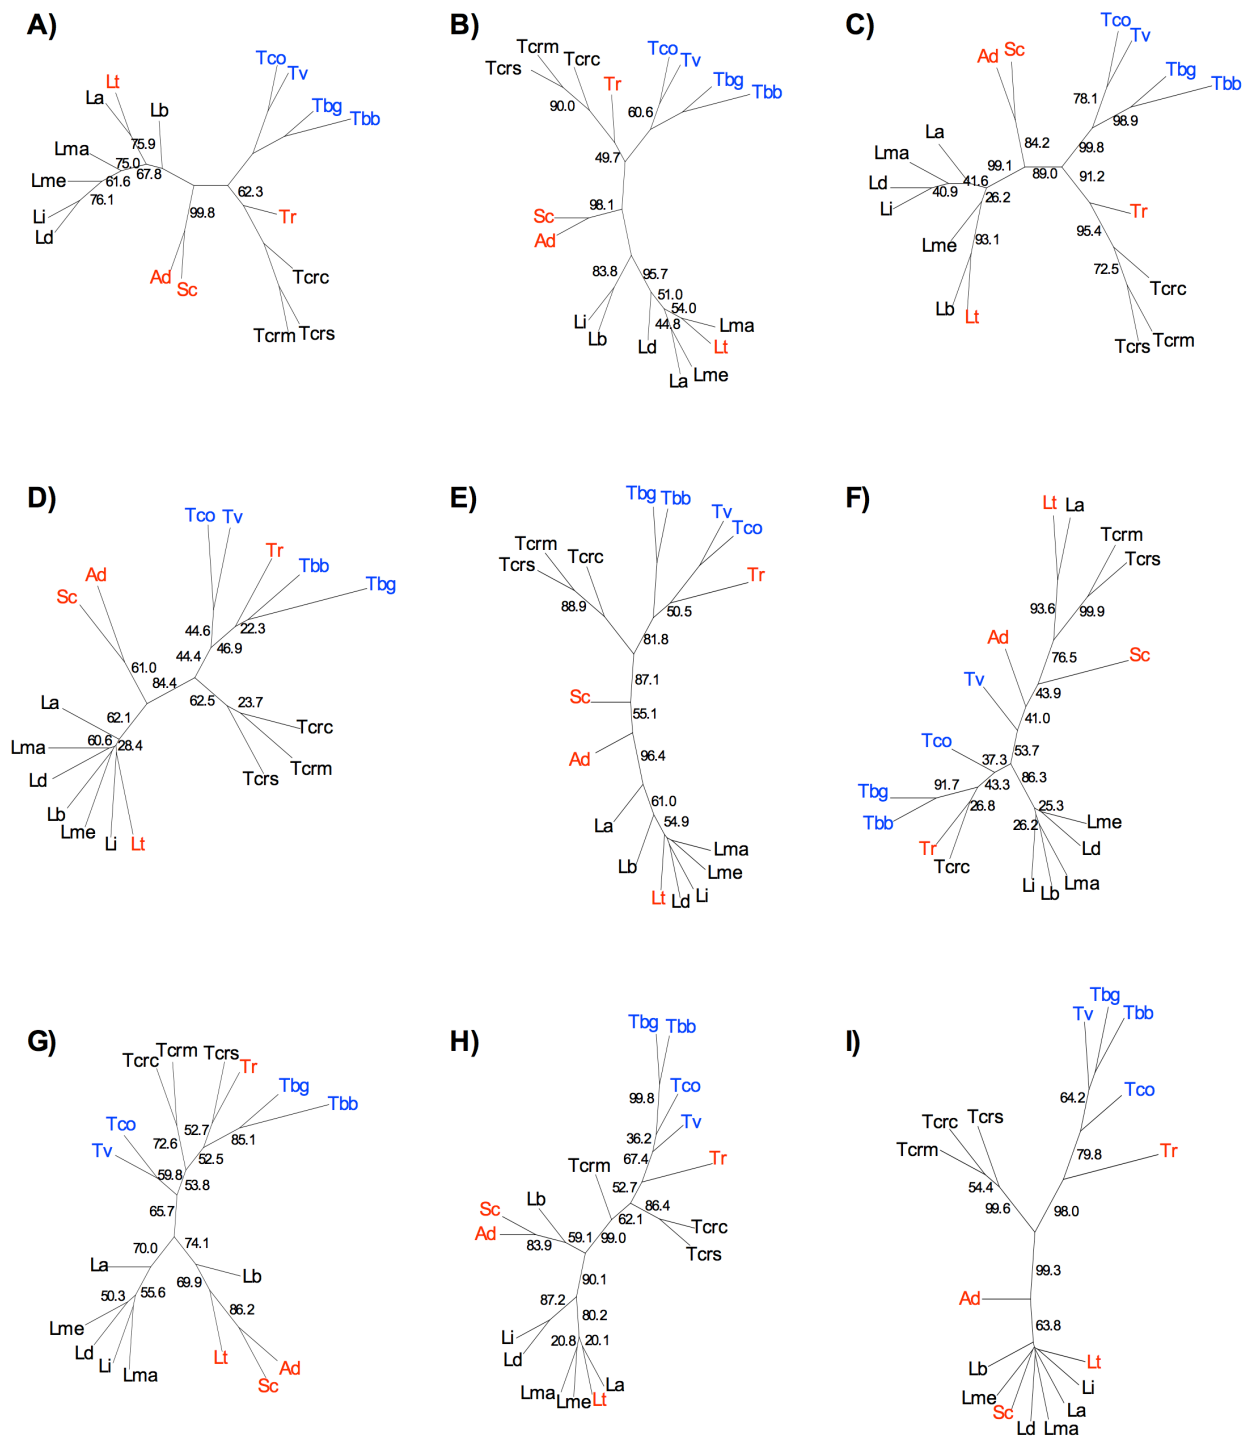 A)
Tco
Tv
Lt
La
Lb
Tbg
Tbb
75.9
Lma
75.0
67.8
Lme
61.6
76.1
62.3
Li
99.8
Tr
Ld
Ad
Sc
Tcrc
Tcrm
Tcrs
B)
Tcrm
Tcrs
Tcrc
Tco
Tv
Tr
Tbg
Tbb
90.0
60.6
49.7
98.1
Sc
Ad
83.8
95.7
51.0
54.0
Li
44.8
Lma
Lb
Ld
Lt
La
Lme
C)
Tco
Tv
Ad
Sc
Tbg
Tbb
78.1
98.9
La
84.2
99.8
Lma
99.1
89.0
91.2
Ld
41.6
40.9
26.2
Li
Tr
Lme
93.1
95.4
72.5
Tcrc
Lb
Lt
Tcrs
Tcrm
D)
Tco
Tv
Tr
Ad
Tbb
Sc
Tbg
44.6
22.3
46.9
44.4
61.0
84.4
La
62.5
23.7
62.1
Tcrc
Lma
60.6
28.4
Tcrm
Ld
Tcrs
Lb
Lme
Li
Lt
E)
Tbg
Tbb
Tv
Tco
Tcrm
Tcrc
Tcrs
Tr
88.9
50.5
81.8
87.1
Sc
55.1
Ad
96.4
61.0
La
54.9
Lma
Lb
Lme
Lt
Ld
Li
F)
Lt
La
Tcrm
Tcrs
93.6
99.9
Ad
76.5
Sc
Tv
43.9
41.0
Tco
37.3
53.7
86.3
91.7
43.3
Tbg
26.8
25.3
Tbb
26.2
Lme
Tr
Ld
Tcrc
Li
Lb
Lma
G)
Tcrc
Tcrm
Tcrs
Tr
Tbg
Tbb
Tco
52.7
Tv
72.6
85.1
52.5
59.8
53.8
65.7
70.0
74.1
La
69.9
Lb
50.3
55.6
86.2
Lme
Ld
Li
Lma
Lt
Ad
Sc
H)
Tbg
Tbb
Tco
99.8
Tv
36.2
67.4
Tr
Tcrm
52.7
Lb
86.4
Sc
62.1
Tcrc
Ad
59.1
99.0
83.9
Tcrs
90.1
87.2
80.2
Li
20.8
20.1
Ld
La
Lma
Lme
Lt
I)
Tbg
Tv
Tbb
64.2
Tco
Tcrc
Tcrs
Tcrm
79.8
Tr
54.4
99.6
98.0
99.3
Ad
63.8
Lb
Lt
Lme
Li
Sc
La
Ld
Lma